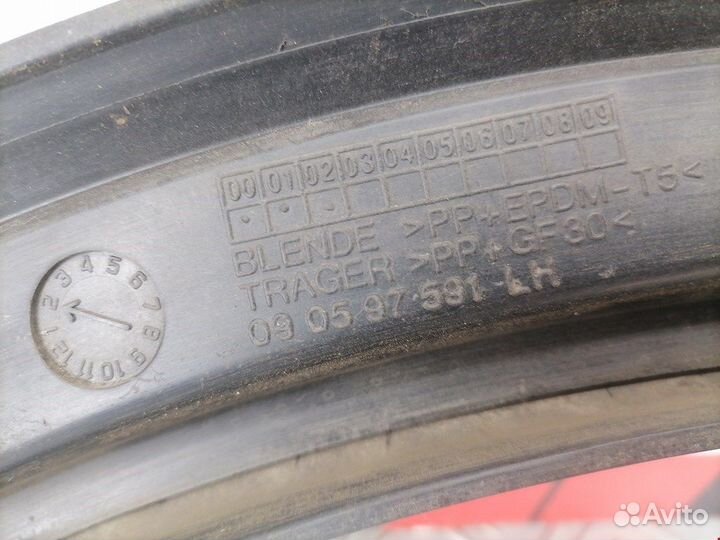 00 01 02 03 04 05 06 07 08 09
BLENDE >PP+EPDM-T5<
TRAGER >PP+GF30<
09 05 97 591 LH
1 2 3 4 5 6 7 8 9 10 11 12
Avito